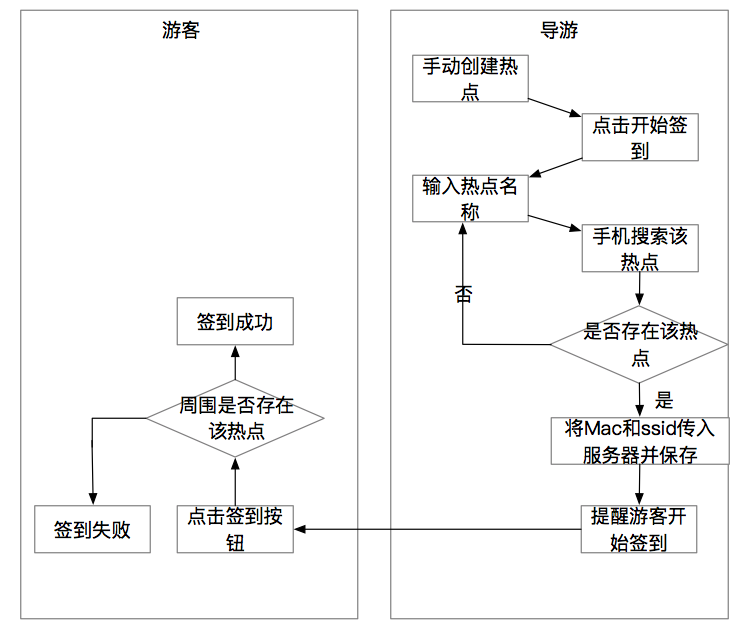 游客
签到成功
周围是否存在
该热点
签到失败
点击签到按
钮
导游
手动创建热
点
点击开始签
到
输入热点名
称
手机搜索该
热点
否
是否存在该热
点
是
将Mac和ssid传入
服务器并保存
提醒游客开
始签到